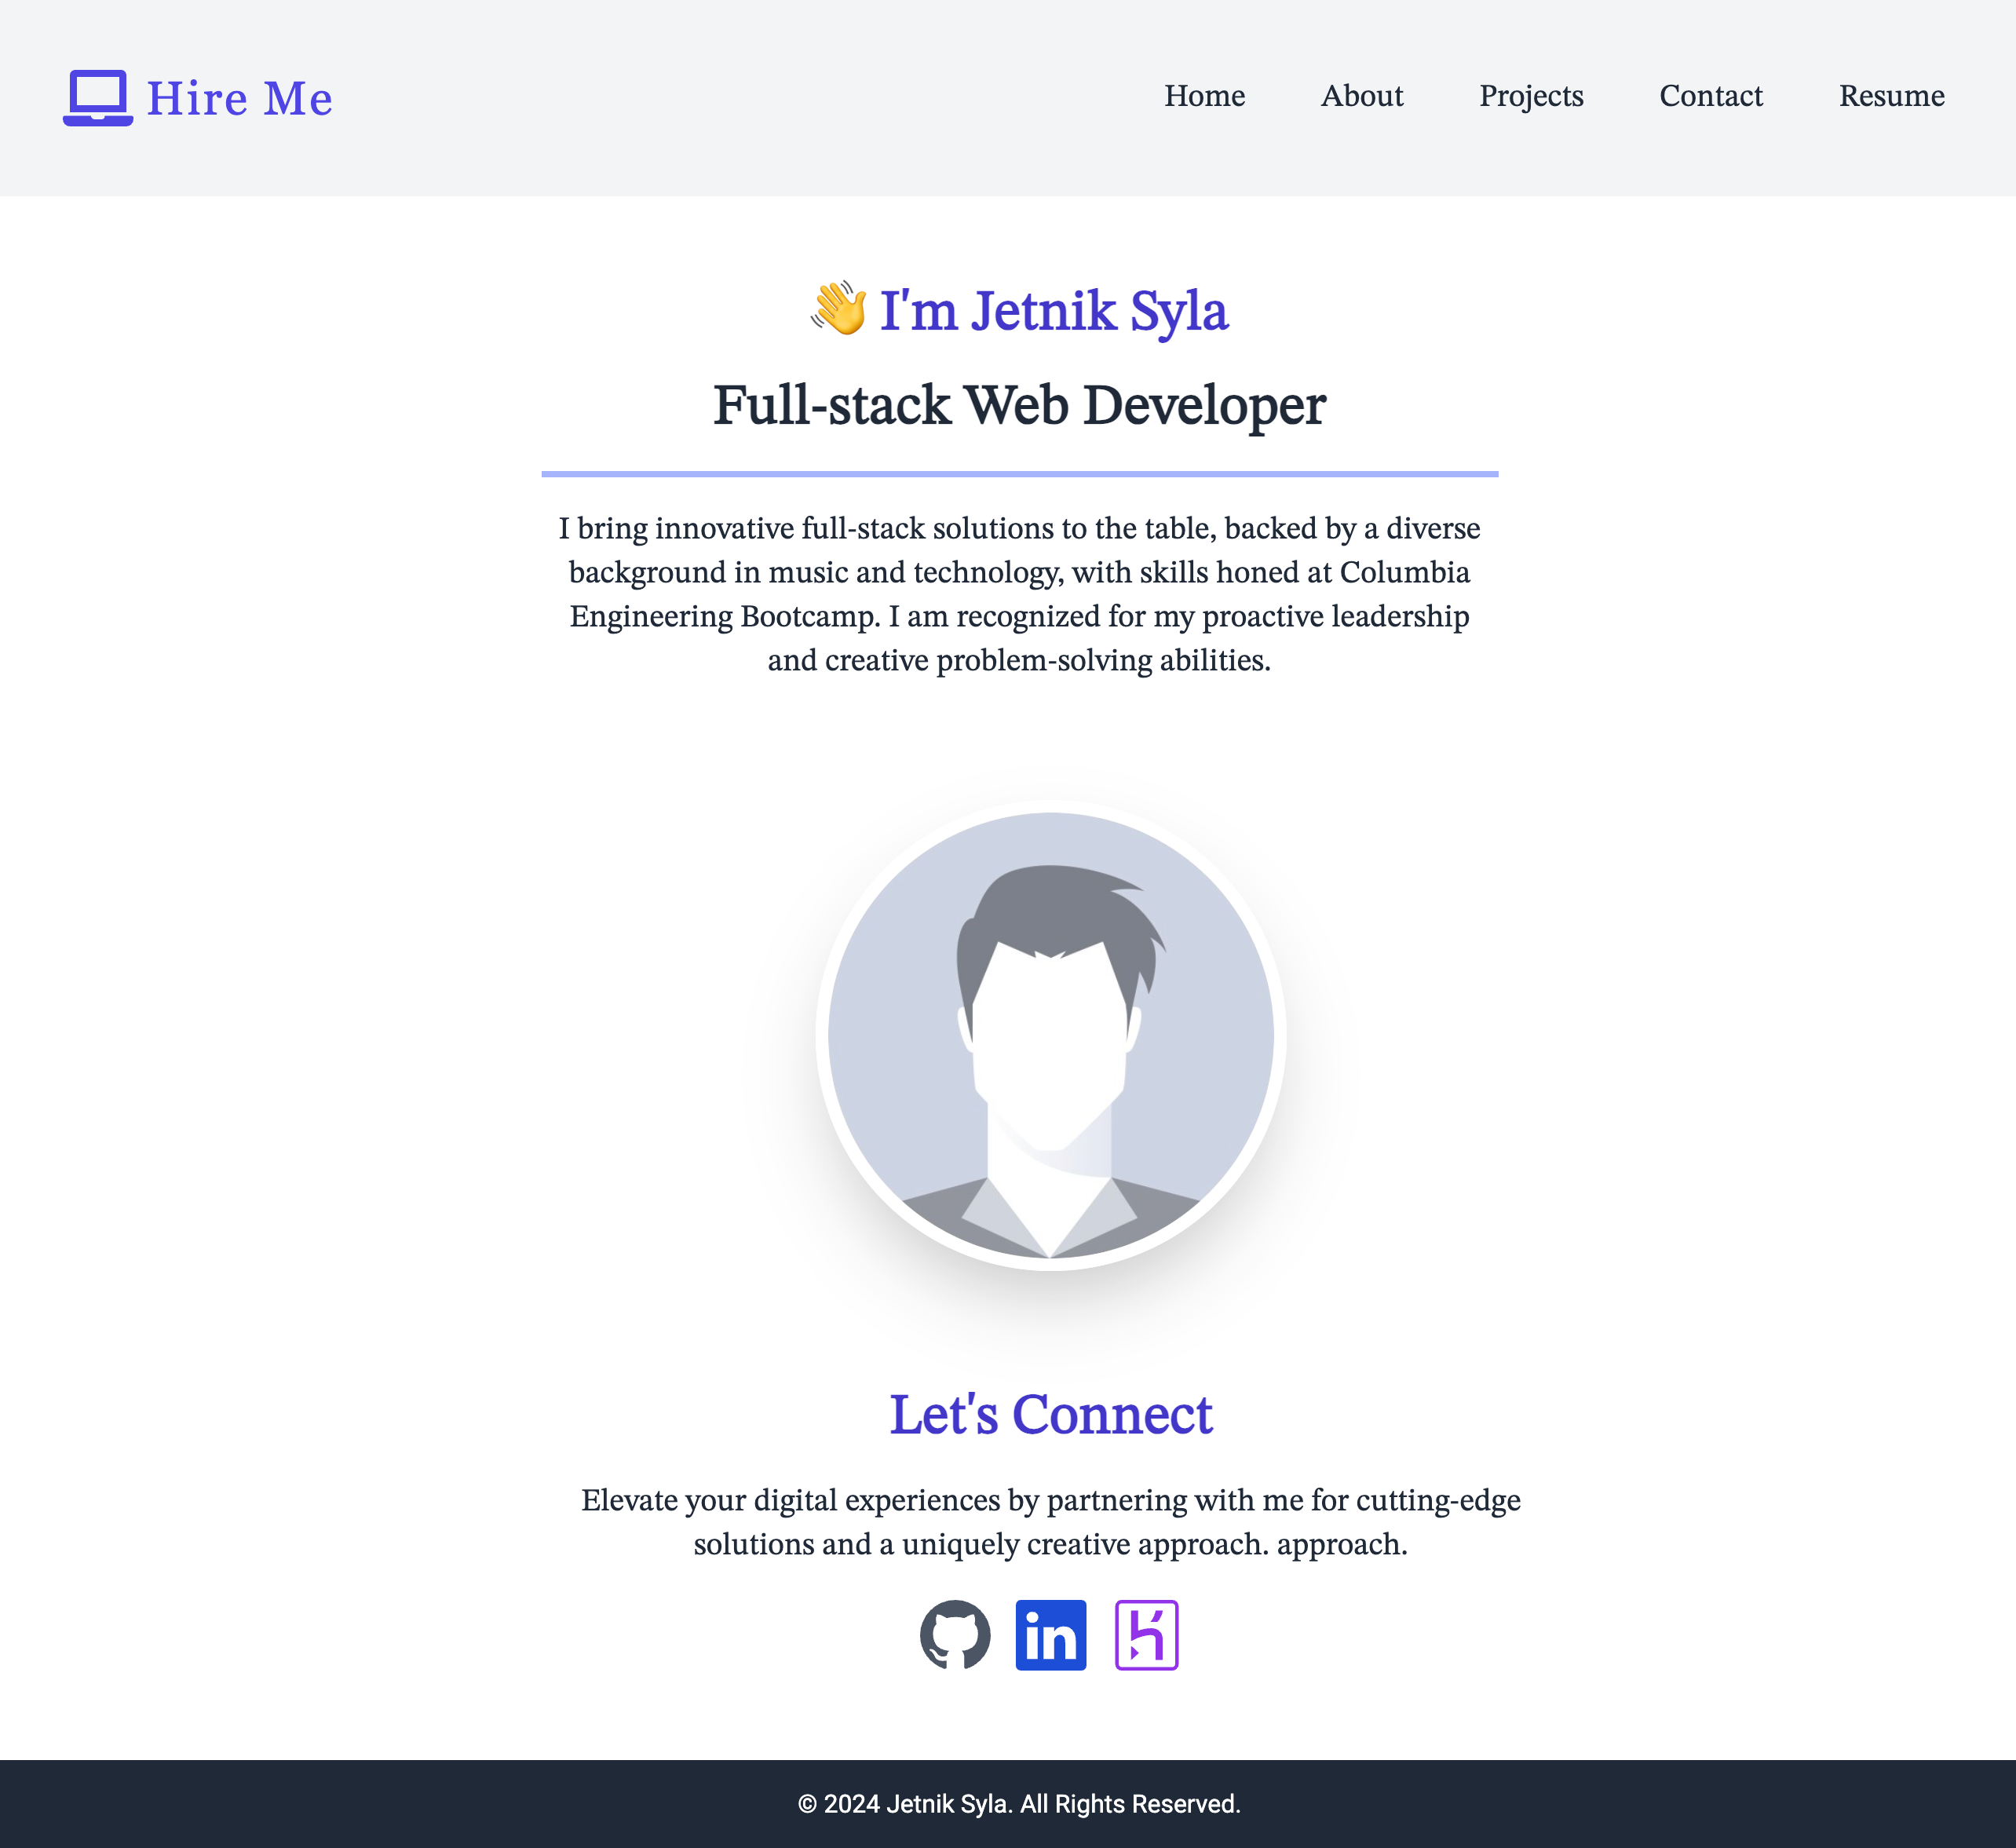 Hire Me
Home About Projects Contact Resume
👋 I'm Jetnik Syla
Full-stack Web Developer
I bring innovative full-stack solutions to the table, backed by a diverse
background in music and technology, with skills honed at Columbia
Engineering Bootcamp. I am recognized for my proactive leadership
and creative problem-solving abilities.
Let's Connect
Elevate your digital experiences by partnering with me for cutting-edge
solutions and a uniquely creative approach. approach.
in
© 2024 Jetnik Syla. All Rights Reserved.